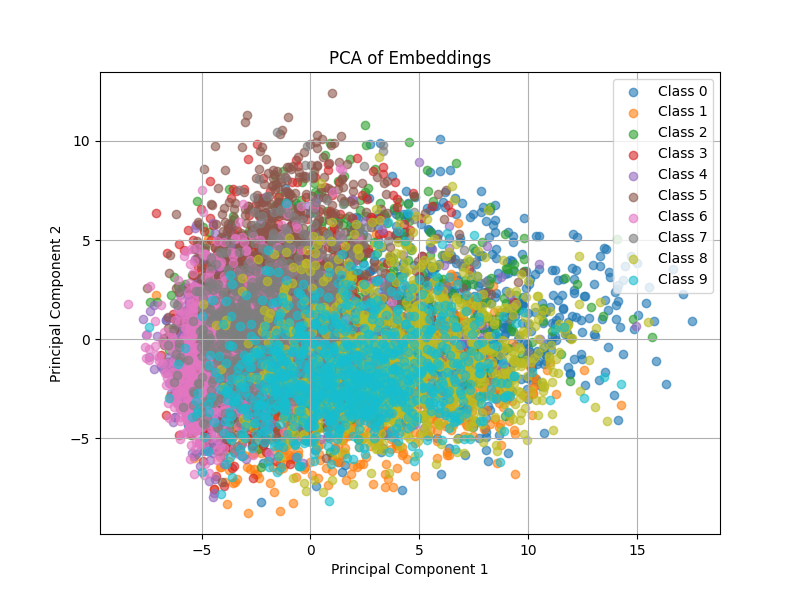 PCA of Embeddings
Class 0
Class 1
Class 2
Class 3
Class 4
Class 5
Class 6
Class 7
Class 8
Class 9
10
5
0
−5
Principal Component 2
−5 0 5 10 15
Principal Component 1